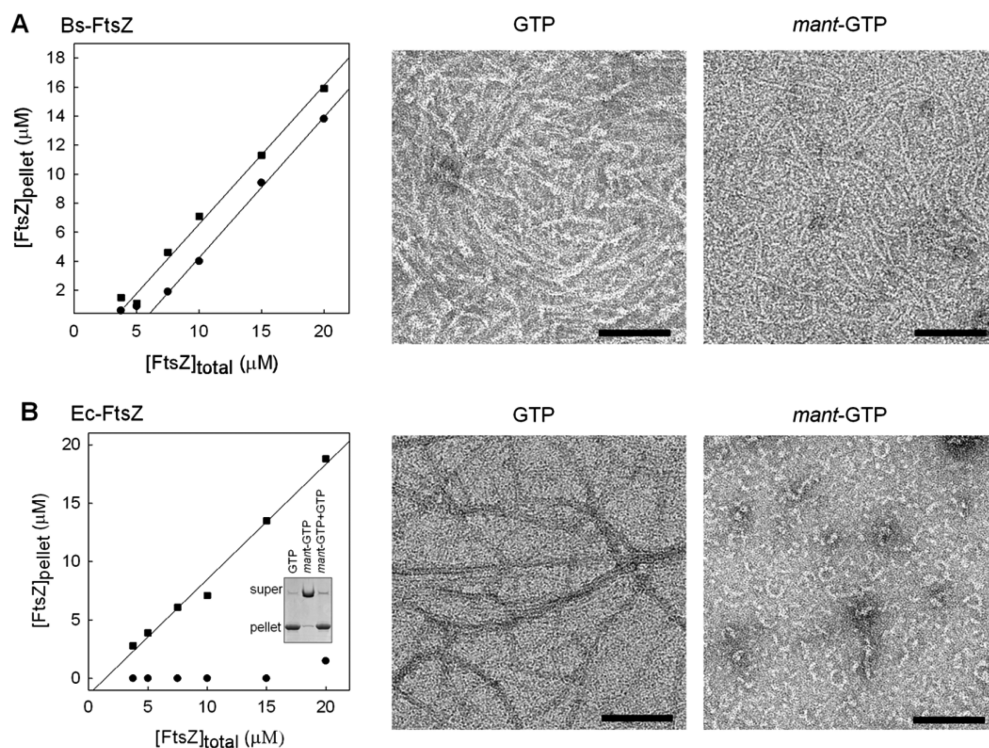 A Bs-FtsZ
GTP
mant-GTP
[FtsZ]pellet (μM)
18
16
14
12
10
8
6
4
2
0
5
10
15
20
[FtsZ]total (μM)
B Ec-FtsZ
GTP
mant-GTP
[FtsZ]pellet (μM)
20
15
10
5
0
GTP
mant-GTP
mant-GTP+GTP
super
pellet
0
5
10
15
20
[FtsZ]total (μM)